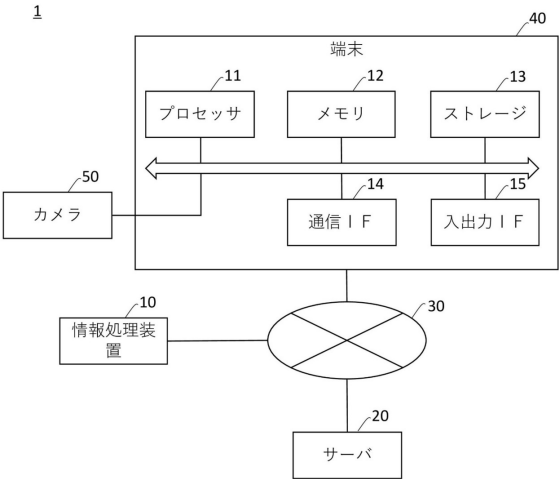 1
40
端末
11
12
13
プロセッサ
メモリ
ストレージ
50
14
15
カメラ
通信ＩＦ
入出力ＩＦ
10
30
情報処理装
置
20
サーバ